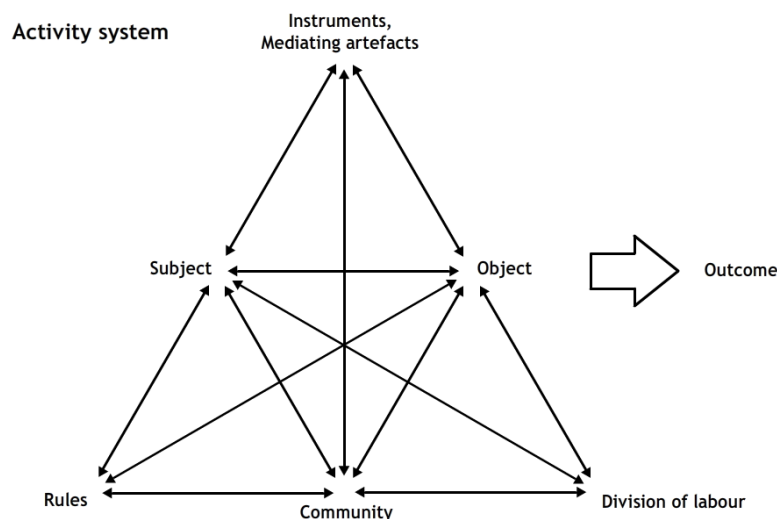 Activity system
Instruments,
Mediating artefacts
Subject
Object
Outcome
Rules
Community
Division of labour